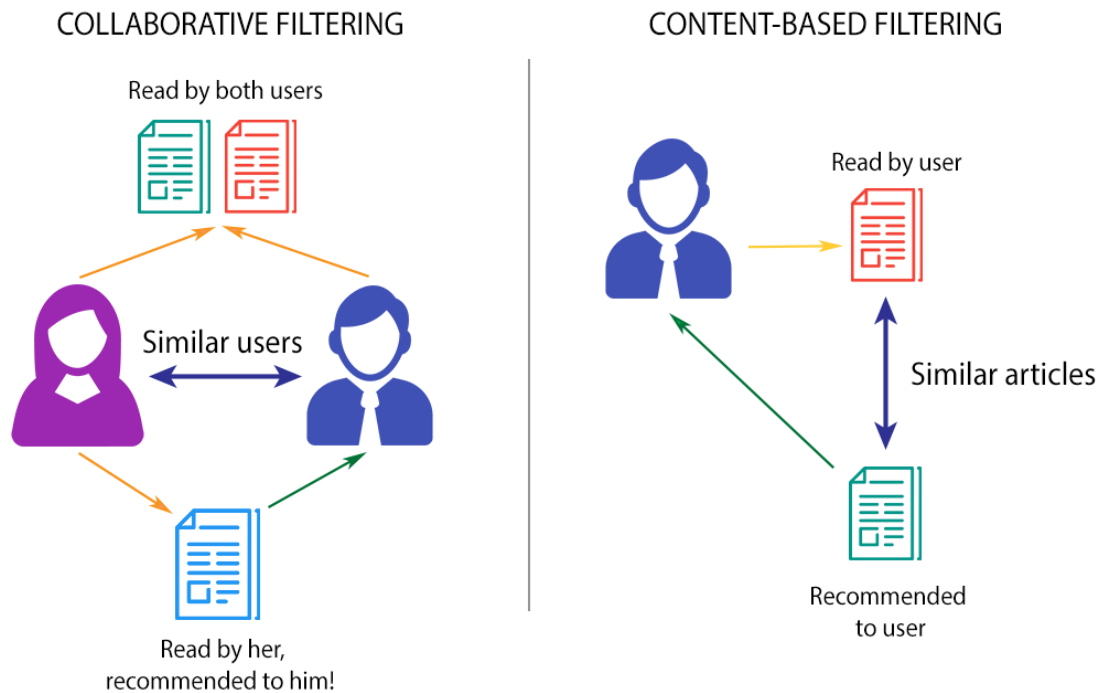 COLLABORATIVE FILTERING
Read by both users
Similar users
Read by her,
recommended to him!
CONTENT-BASED FILTERING
Read by user
Similar articles
Recommended
to user